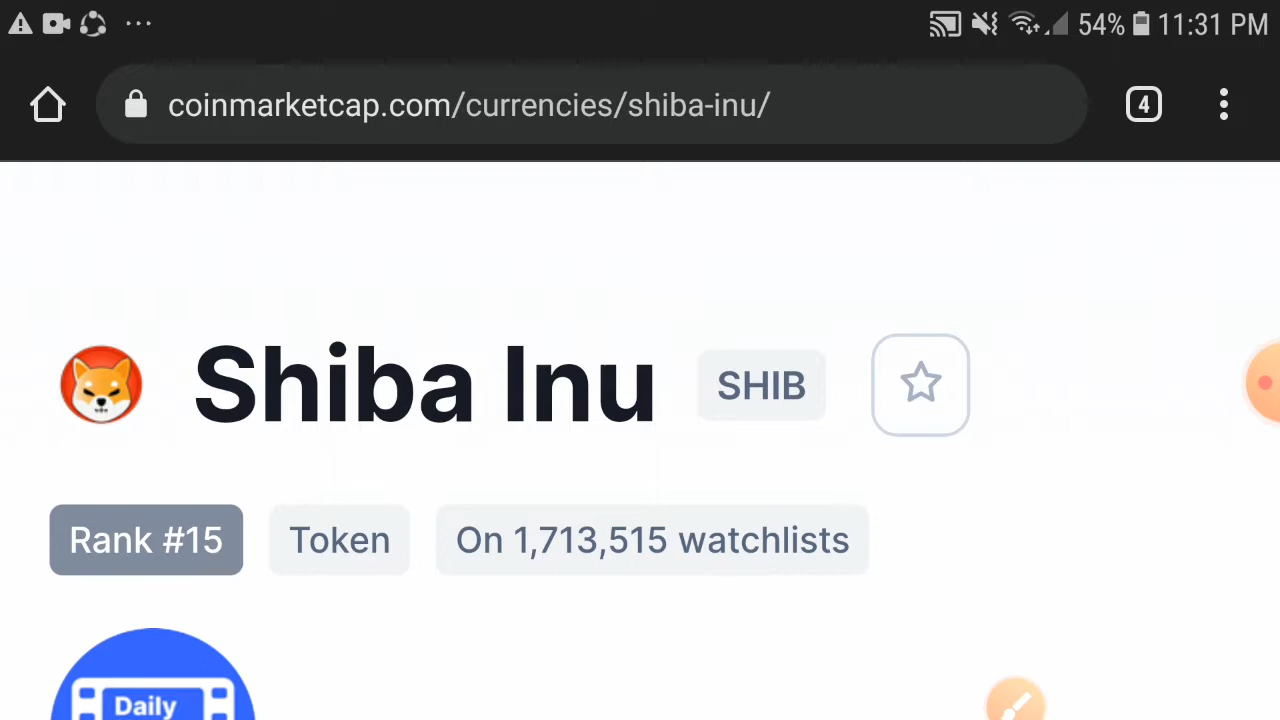 54% 11:31 PM
coinmarketcap.com/currencies/shiba-inu/
4
Shiba Inu SHIB
Rank #15 Token On 1,713,515 watchlists
Daily